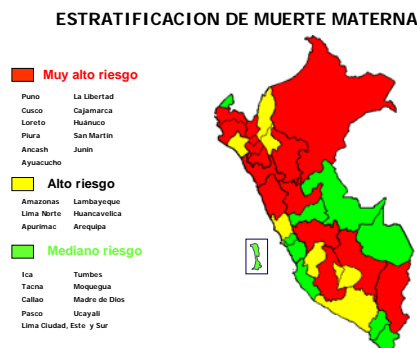 ESTRATIFICACION DE MUERTE MATERNA
Muy alto riesgo
Puno La Libertad
Cusco Cajamarca
Loreto Huánuco
Piura San Martin
Ancash Junin
Ayuacucho
Alto riesgo
Amazonas Lambayeque
Lima Norte Huancavelica
Apurimac Arequipa
Mediano riesgo
Ica Tumbes
Tacna Moquegua
Callao Madre de Dios
Pasco Ucayali
Lima Ciudad, Este y Sur